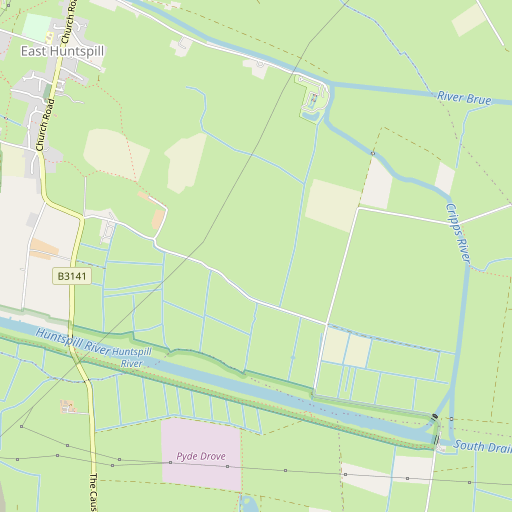 Church Road
East Huntspill
River Brue
Church Road
Cripps River
B3141
Huntspill River
Huntspill
River
South Drai
Pyde Drove
The Caus